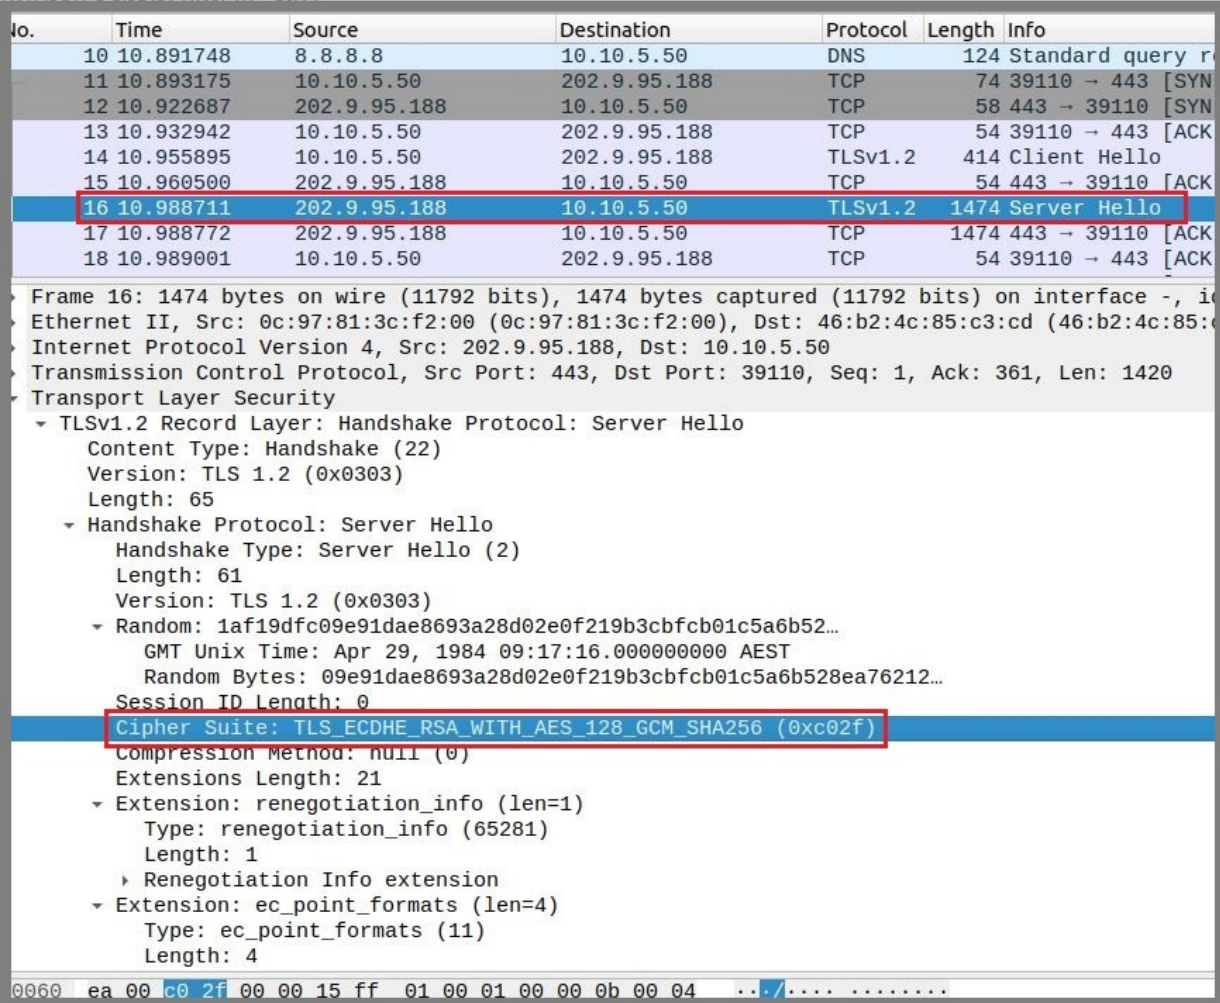 No. Time Source Destination Protocol Length Info
10 10.891748 8.8.8.8 10.10.5.50 DNS 124 Standard query r
11 10.893175 10.10.5.50 202.9.95.188 TCP 74 39110 → 443 [SYN
12 10.922687 202.9.95.188 10.10.5.50 TCP 58 443 → 39110 [SYN
13 10.932942 10.10.5.50 202.9.95.188 TCP 54 39110 → 443 [ACK
14 10.955895 10.10.5.50 202.9.95.188 TLSv1.2 414 Client Hello
15 10.960500 202.9.95.188 10.10.5.50 TCP 54 443 → 39110 [ACK
16 10.988711 202.9.95.188 10.10.5.50 TLSv1.2 1474 Server Hello
17 10.988772 202.9.95.188 10.10.5.50 TCP 1474 443 → 39110 [ACK
18 10.989001 10.10.5.50 202.9.95.188 TCP 54 39110 → 443 [ACK
Frame 16: 1474 bytes on wire (11792 bits), 1474 bytes captured (11792 bits) on interface -, i
Ethernet II, Src: 0c:97:81:3c:f2:00 (0c:97:81:3c:f2:00), Dst: 46:b2:4c:85:c3:cd (46:b2:4c:85:
Internet Protocol Version 4, Src: 202.9.95.188, Dst: 10.10.5.50
Transmission Control Protocol, Src Port: 443, Dst Port: 39110, Seq: 1, Ack: 361, Len: 1420
Transport Layer Security
TLSv1.2 Record Layer: Handshake Protocol: Server Hello
Content Type: Handshake (22)
Version: TLS 1.2 (0x0303)
Length: 65
Handshake Protocol: Server Hello
Handshake Type: Server Hello (2)
Length: 61
Version: TLS 1.2 (0x0303)
Random: 1af19dfc09e91dae8693a28d02e0f219b3cbfcb01c5a6b52…
GMT Unix Time: Apr 29, 1984 09:17:16.000000000 AEST
Random Bytes: 09e91dae8693a28d02e0f219b3cbfcb01c5a6b528ea76212…
Session ID Length: 0
Cipher Suite: TLS_ECDHE_RSA_WITH_AES_128_GCM_SHA256 (0xc02f)
Compression Method: null (0)
Extensions Length: 21
Extension: renegotiation_info (len=1)
Type: renegotiation_info (65281)
Length: 1
Renegotiation Info extension
Extension: ec_point_formats (len=4)
Type: ec_point_formats (11)
Length: 4
0060 ea 00 c0 2f 00 00 15 ff 01 00 01 00 00 0b 00 04 ···/···· ········